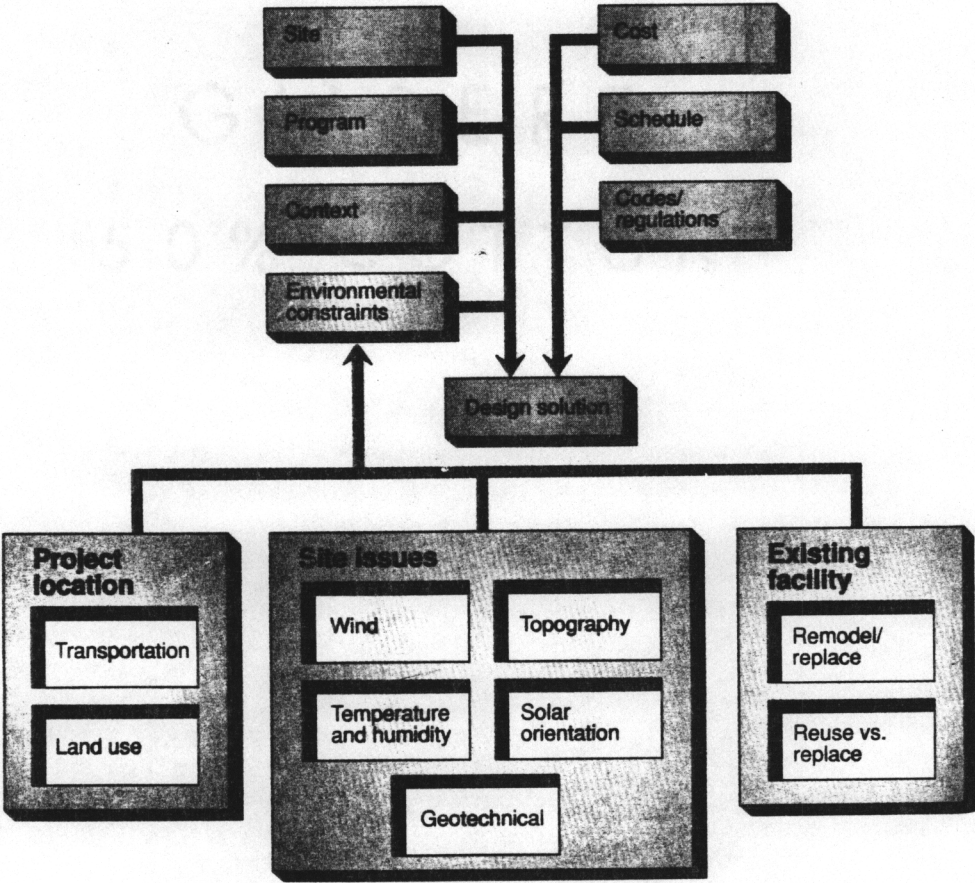 Site
Cost
Program
Schedule
Context
Codes/
regulations
Environmental
constraints
Design solution
Project
location
Transportation
Land use
Site issues
Wind
Topography
Temperature
and humidity
Solar
orientation
Geotechnical
Existing
facility
Remodel/
replace
Reuse vs.
replace